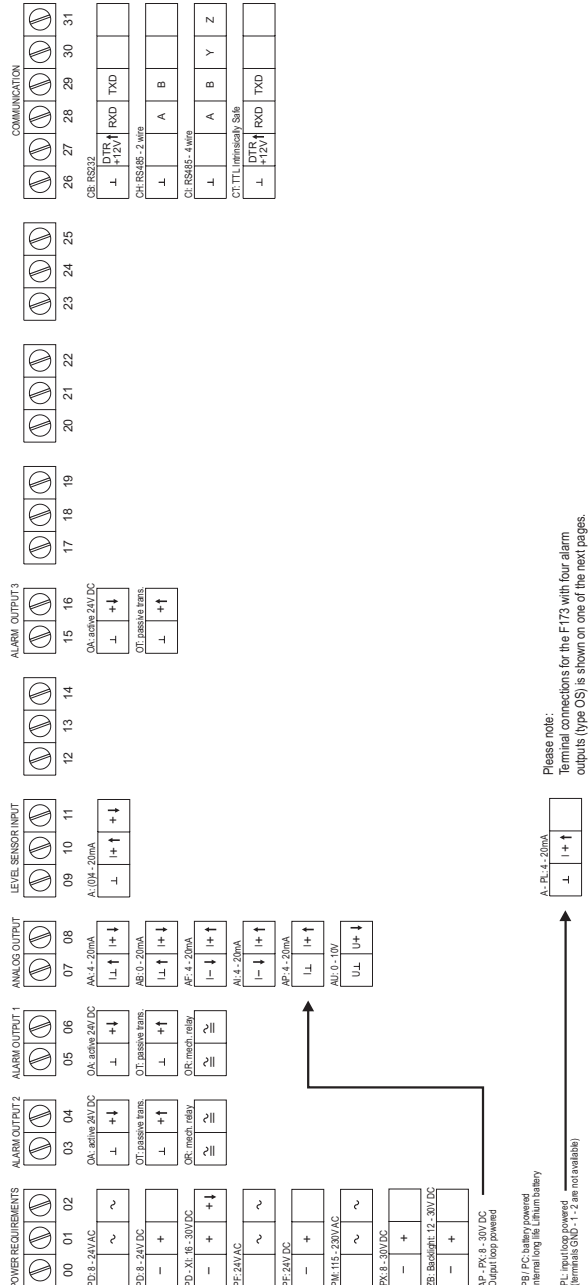 POWER REQUIREMENTS
ALARM OUTPUT 2
ALARM OUTPUT 1
ANALOG OUTPUT
LEVEL SENSOR INPUT
ALARM OUTPUT 3
COMMUNICATION
00 01 02 03 04 05 06 07 08 09 10 11 12 13 14 15 16 17 18 19 20 21 22 23 24 25 26 27 28 29 30 31
PD: 8 - 24V AC
~ ~
PD: 8 - 24V DC
– +
PD - XI: 16 - 30V DC
– + +↓
PF: 24V AC
~ ~
PF: 24V DC
– +
PM: 115 - 230V AC
~ ~
PX: 8 - 30V DC
– +
ZB: Backlight: 12 - 30V DC
– +
AP - PX: 8 - 30V DC
Output loop powered
PB / PC: battery powered
Internal long life Lithium battery
PL: input loop powered
(terminals GND - 1 - 2 are not available)
OA: active 24V DC
⊥ +↓
OT: passive trans.
⊥ +↑
OR: mech. relay
OA: active 24V DC
⊥ +↓
OT: passive trans.
⊥ +↑
OR: mech. relay
AA: 4 - 20mA
I⊥↑ I+↓
AB: 0 - 20mA
I⊥↑ I+↓
AF: 4 - 20mA
I–↓ I+↑
AI: 4 - 20mA
I–↓ I+↑
AP: 4 - 20mA
I⊥ I+↑
AU: 0 - 10V
U⊥ U+↓
A: (0)4 - 20mA
⊥ I+↑ +↓
A - PL: 4 - 20mA
⊥ I+↑
OA: active 24V DC
⊥ +↓
OT: passive trans.
⊥ +↑
CB: RS232
⊥ DTR +12V↑ RXD TXD
CH: RS485 - 2 wire
⊥ A B
CI: RS485 - 4 wire
⊥ A B Y Z
CT: TTL Intrinsically Safe
⊥ DTR +12V↑ RXD TXD
Please note:
Terminal connections for the F173 with four alarm
outputs (type OS) is shown on one of the next pages.